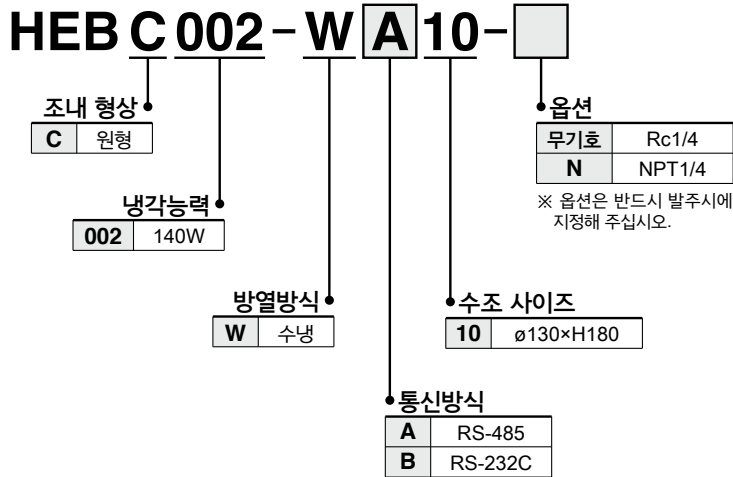 HEB C 002 - W A 10 -
조내 형상
C 원형
옵션
무기호 Rc1/4
N NPT1/4
※ 옵션은 반드시 발주시에
지정해 주십시오.
냉각능력
002 140W
방열방식
W 수냉
수조 사이즈
10 ø130×H180
통신방식
A RS-485
B RS-232C